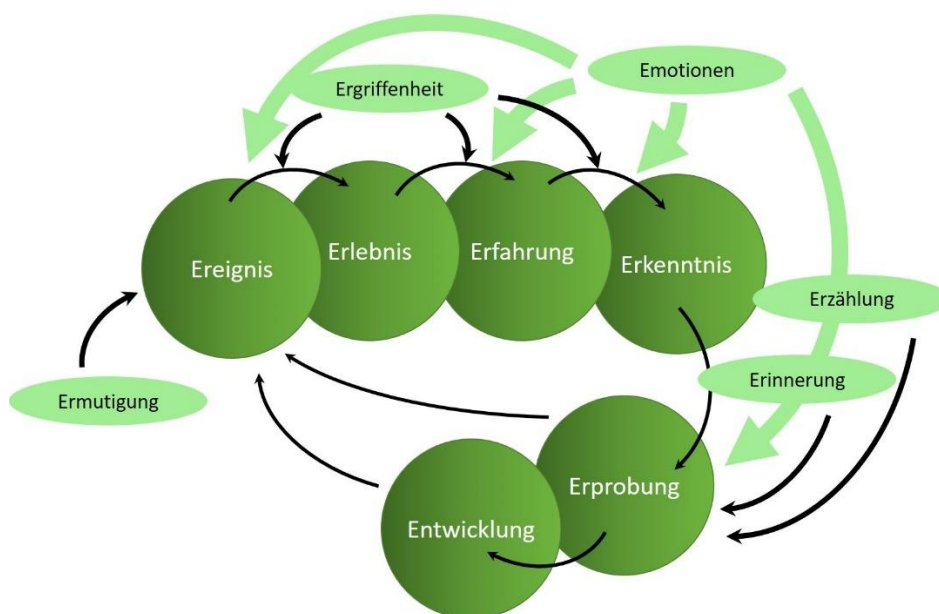 Emotionen
Ergriffenheit
Ereignis
Erlebnis
Erfahrung
Erkenntnis
Erzählung
Erinnerung
Ermutigung
Erprobung
Entwicklung